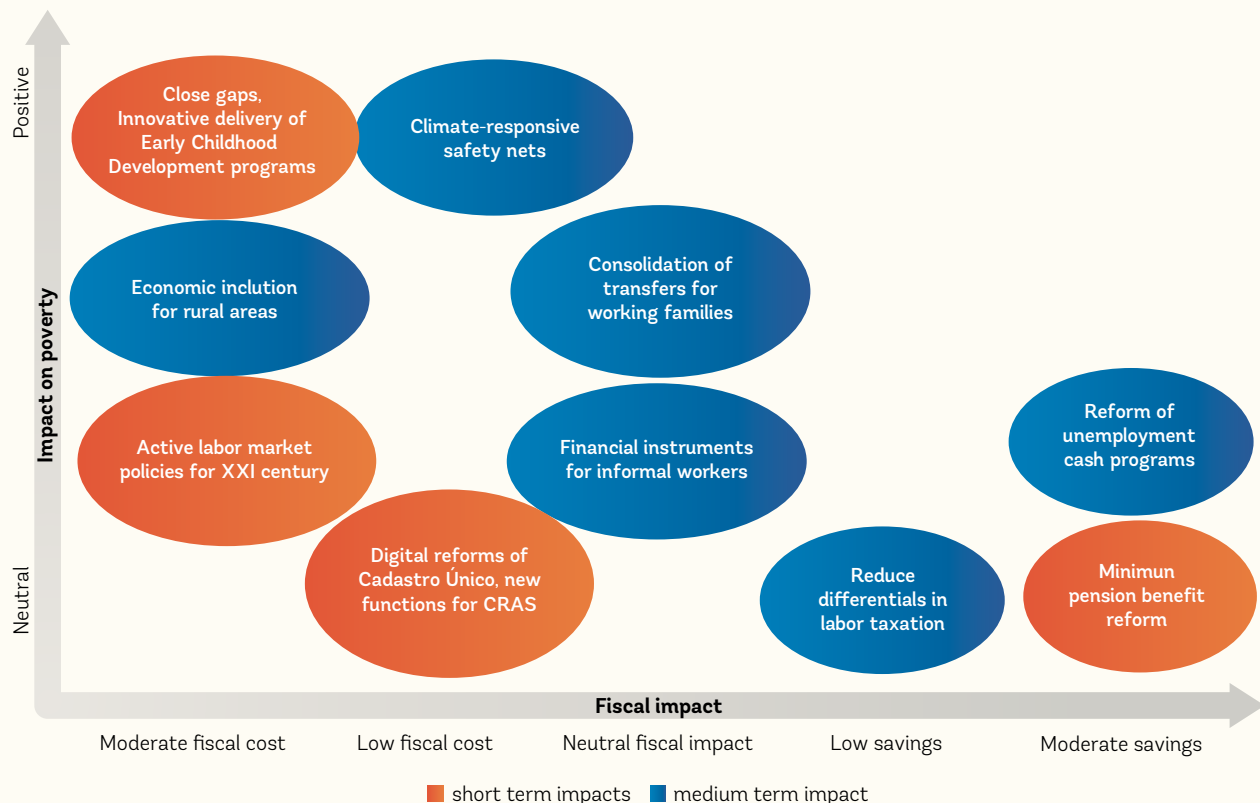 Positive
Impact on poverty
Neutral
Close gaps,
Innovative delivery of
Early Childhood
Development programs
Climate-responsive
safety nets
Economic inclution
for rural areas
Consolidation of
transfers for
working families
Active labor market
policies for XXI century
Financial instruments
for informal workers
Reform of
unemployment
cash programs
Digital reforms of
Cadastro Único, new
functions for CRAS
Reduce
differentials in
labor taxation
Minimun
pension benefit
reform
Fiscal impact
Moderate fiscal cost
Low fiscal cost
Neutral fiscal impact
Low savings
Moderate savings
short term impacts
medium term impact